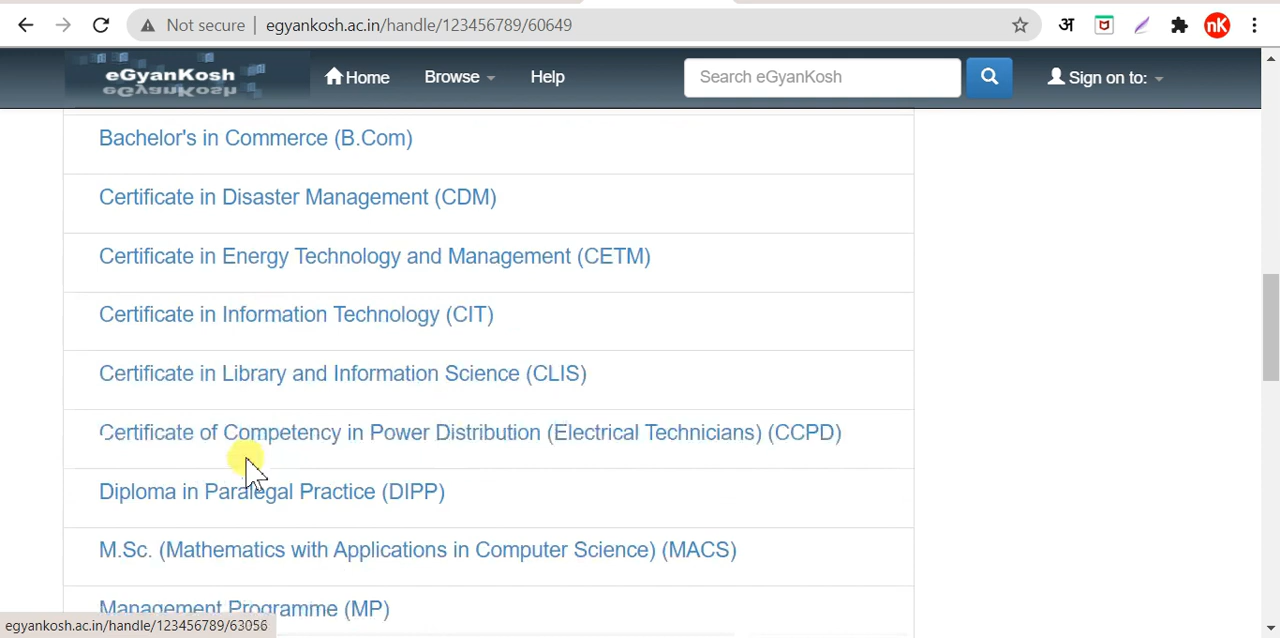 Not secure | egyankosh.ac.in/handle/123456789/60649
अ
nK
eGyanKosh
Home
Browse
Help
Search eGyanKosh
Sign on to:
Bachelor's in Commerce (B.Com)
Certificate in Disaster Management (CDM)
Certificate in Energy Technology and Management (CETM)
Certificate in Information Technology (CIT)
Certificate in Library and Information Science (CLIS)
Certificate of Competency in Power Distribution (Electrical Technicians) (CCPD)
Diploma in Paralegal Practice (DIPP)
M.Sc. (Mathematics with Applications in Computer Science) (MACS)
Management Programme (MP)
egyankosh.ac.in/handle/123456789/63056